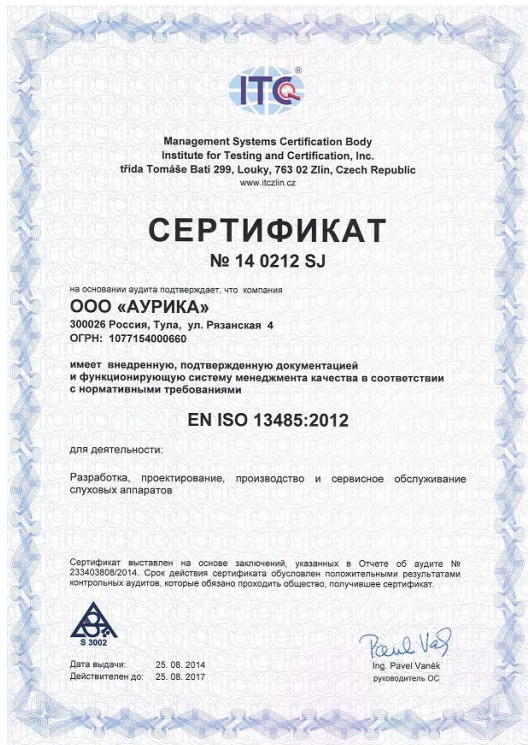 ITC®
Management Systems Certification Body
Institute for Testing and Certification, Inc.
třída Tomáše Bati 299, Louky, 763 02 Zlín, Czech Republic
www.itczlin.cz
СЕРТИФИКАТ
№ 14 0212 SJ
на основании аудита подтверждает, что компания
ООО «АУРИКА»
300026 Россия, Тула, ул. Рязанская 4
ОГРН: 1077154000660
имеет внедренную, подтвержденную документацией
и функционирующую систему менеджмента качества в соответствии
с нормативными требованиями
EN ISO 13485:2012
для деятельности:
Разработка, проектирование, производство и сервисное обслуживание
слуховых аппаратов
Сертификат выставлен на основе заключений, указанных в Отчете об аудите №
233403808/2014. Срок действия сертификата обусловлен положительными результатами
контрольных аудитов, которые обязано проходить общество, получившее сертификат.
S 3002
Дата выдачи: 25. 08. 2014
Действителен до: 25. 08. 2017
Ing. Pavel Vaněk
руководитель ОС